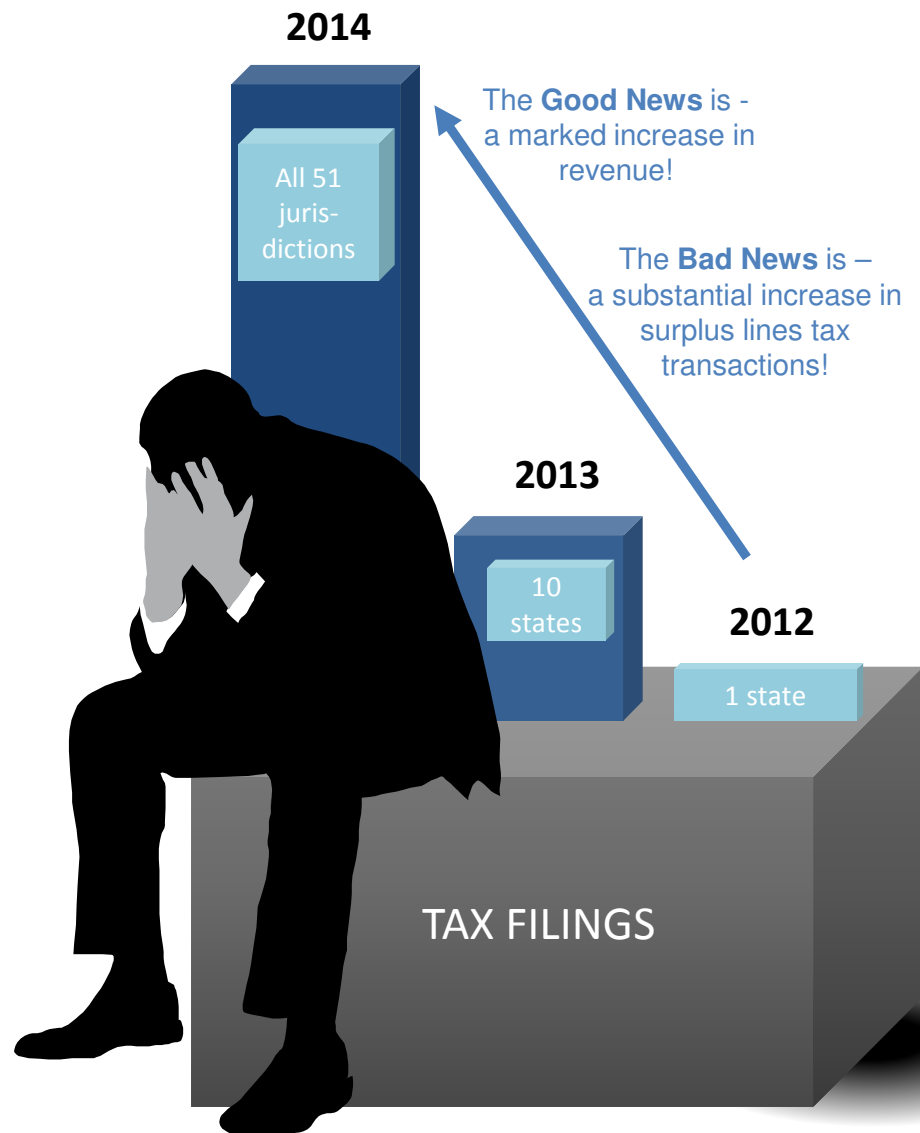 2014
The Good News is -
a marked increase in
revenue!
All 51
juris-
dictions
The Bad News is –
a substantial increase in
surplus lines tax
transactions!
2013
10
states
2012
1 state
TAX FILINGS